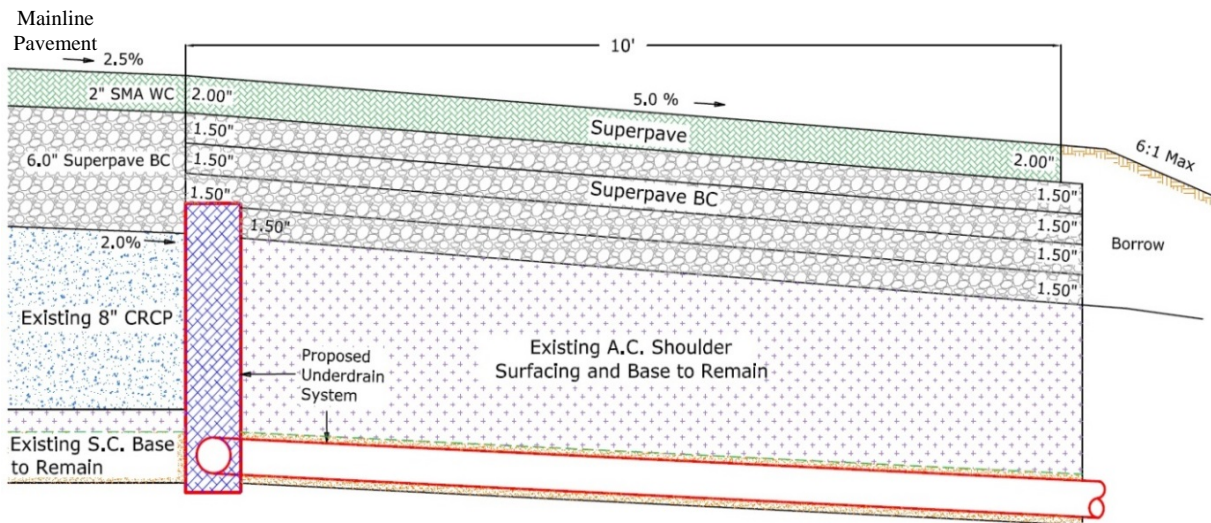 Mainline
Pavement
2.5%
10'
2" SMA WC
2.00"
5.0 %
Superpave
2.00"
6:1 Max
1.50"
6.0" Superpave BC
1.50"
1.50"
1.50"
Superpave BC
1.50"
1.50"
1.50"
1.50"
Borrow
2.0%
Existing 8" CRCP
Proposed
Underdrain
System
Existing A.C. Shoulder
Surfacing and Base to Remain
Existing S.C. Base
to Remain